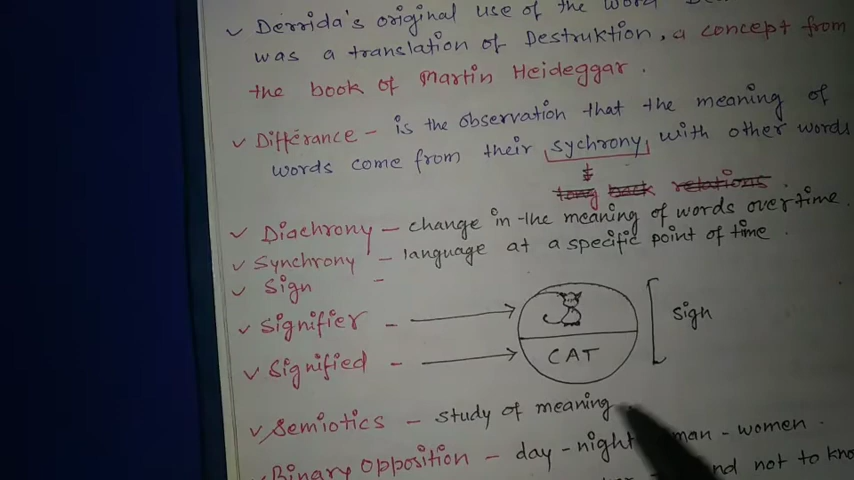 ✓ Derrida's original use of the word
was a translation of Destruktion, a concept from
the book of Martin Heideggar.
✓ Différance - is the observation that the meaning of
words come from their sychrony with other words
✓ Diachrony - change in the meaning of words over time.
✓ Synchrony - language at a specific point of time.
✓ Sign -
✓ Signifier -
sign
✓ Signified -
CAT
✓ Semiotics - study of meaning
✓ Binary Opposition - day - night man - women.
nd not to kno